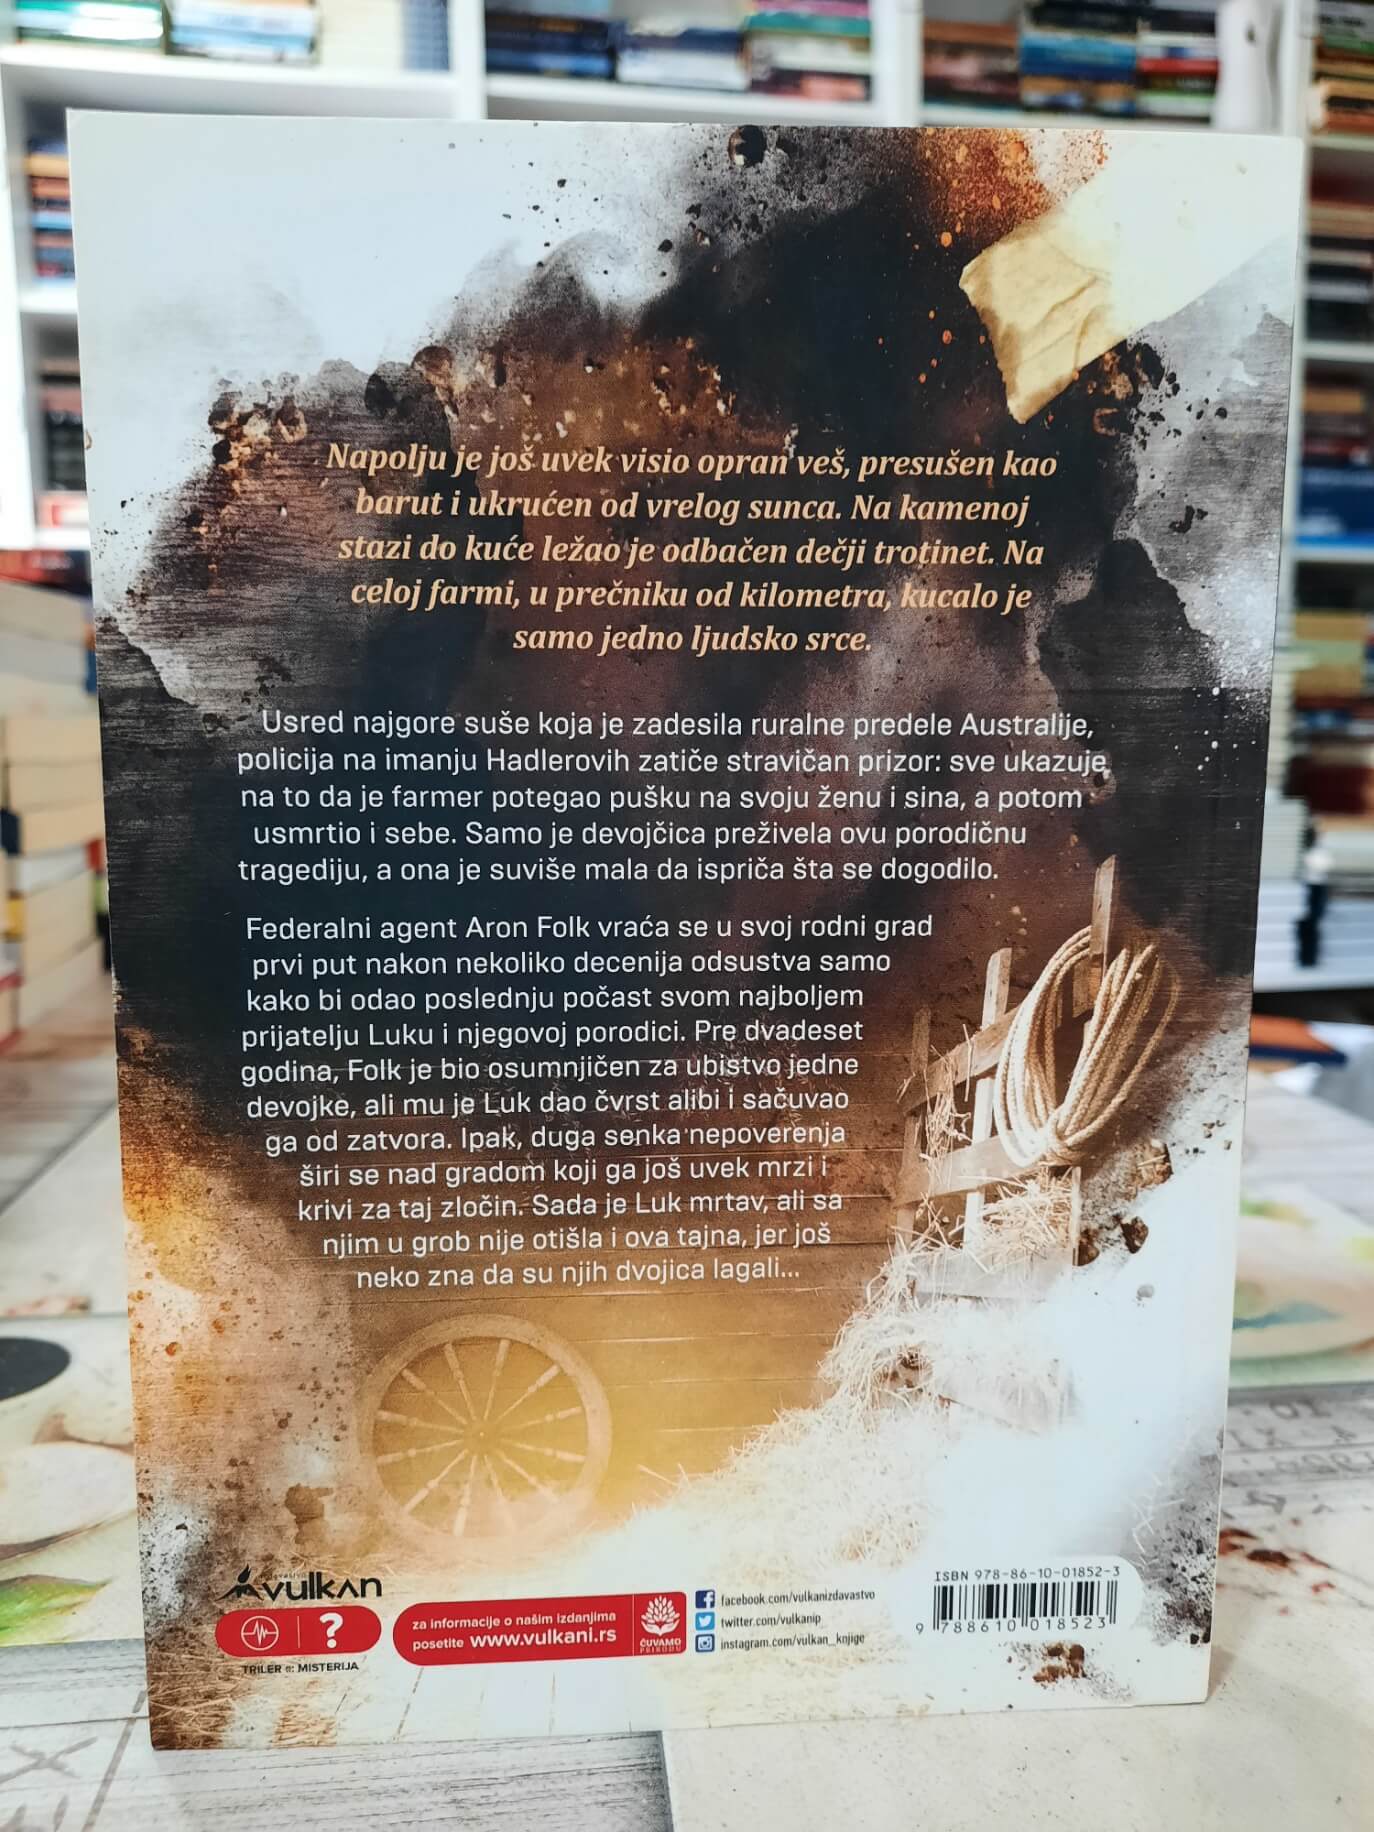 Napolju je još uvek visio opran veš, presušen kao
barut i ukrućen od vrelog sunca. Na kamenoj
stazi do kuće ležao je odbačen dečji trotinet. Na
celoj farmi, u prečniku od kilometra, kucalo je
samo jedno ljudsko srce.
Usred najgore suše koja je zadesila ruralne predele Australije,
policija na imanju Hadlerovih zatiče stravičan prizor: sve ukazuje
na to da je farmer potegao pušku na svoju ženu i sina, a potom
usmrtio i sebe. Samo je devojčica preživela ovu porodičnu
tragediju, a ona je suviše mala da ispriča šta se dogodilo.
Federalni agent Aron Folk vraća se u svoj rodni grad
prvi put nakon nekoliko decenija odsustva samo
kako bi odao poslednju počast svom najboljem
prijatelju Luku i njegovoj porodici. Pre dvadeset
godina, Folk je bio osumnjičen za ubistvo jedne
devojke, ali mu je Luk dao čvrst alibi i sačuvao
ga od zatvora. Ipak, duga senka nepoverenja
širi se nad gradom koji ga još uvek mrzi i
krivi za taj zločin. Sada je Luk mrtav, ali sa
njim u grob nije otišla i ova tajna, jer još
neko zna da su njih dvojica lagali...
vulkan
?
TRILER :: MISTERIJA
za informacije o našim izdanjima
posetite www.vulkani.rs
ČUVAMO
PRIRODU
facebook.com/vulkanizdavastvo
twitter.com/vulkanip
instagram.com/vulkan_knjige
ISBN 978-86-10-01852-3
9 788610 018523